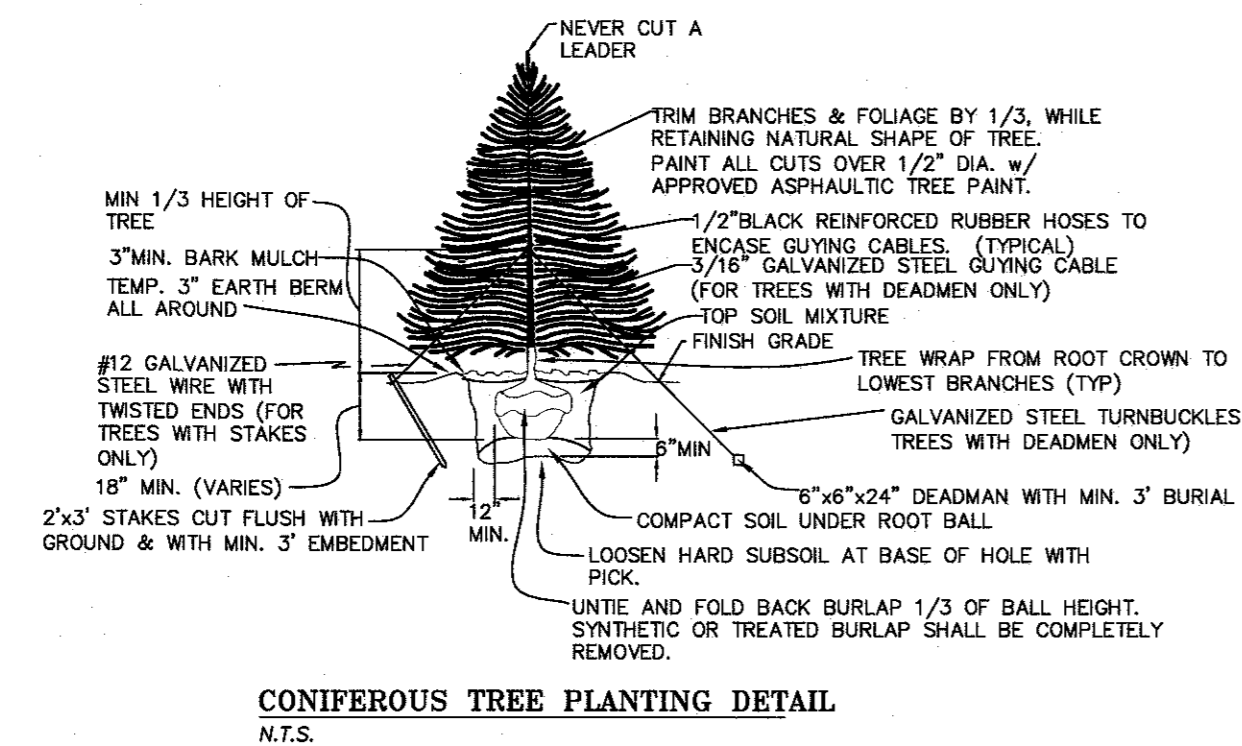 NEVER CUT A
LEADER
TRIM BRANCHES & FOLIAGE BY 1/3, WHILE
RETAINING NATURAL SHAPE OF TREE.
PAINT ALL CUTS OVER 1/2" DIA. w/
APPROVED ASPHAULTIC TREE PAINT.
MIN 1/3 HEIGHT OF
TREE
1/2"BLACK REINFORCED RUBBER HOSES TO
ENCASE GUYING CABLES. (TYPICAL)
3"MIN. BARK MULCH
3/16" GALVANIZED STEEL GUYING CABLE
(FOR TREES WITH DEADMEN ONLY)
TEMP. 3" EARTH BERM
ALL AROUND
TOP SOIL MIXTURE
FINISH GRADE
#12 GALVANIZED
STEEL WIRE WITH
TWISTED ENDS (FOR
TREES WITH STAKES
ONLY)
TREE WRAP FROM ROOT CROWN TO
LOWEST BRANCHES (TYP)
GALVANIZED STEEL TURNBUCKLES
TREES WITH DEADMEN ONLY)
6"MIN
18" MIN. (VARIES)
6"x6"x24" DEADMAN WITH MIN. 3' BURIAL
2'x3' STAKES CUT FLUSH WITH
GROUND & WITH MIN. 3' EMBEDMENT
12"
MIN.
COMPACT SOIL UNDER ROOT BALL
LOOSEN HARD SUBSOIL AT BASE OF HOLE WITH
PICK.
UNTIE AND FOLD BACK BURLAP 1/3 OF BALL HEIGHT.
SYNTHETIC OR TREATED BURLAP SHALL BE COMPLETELY
REMOVED.
CONIFEROUS TREE PLANTING DETAIL
N.T.S.